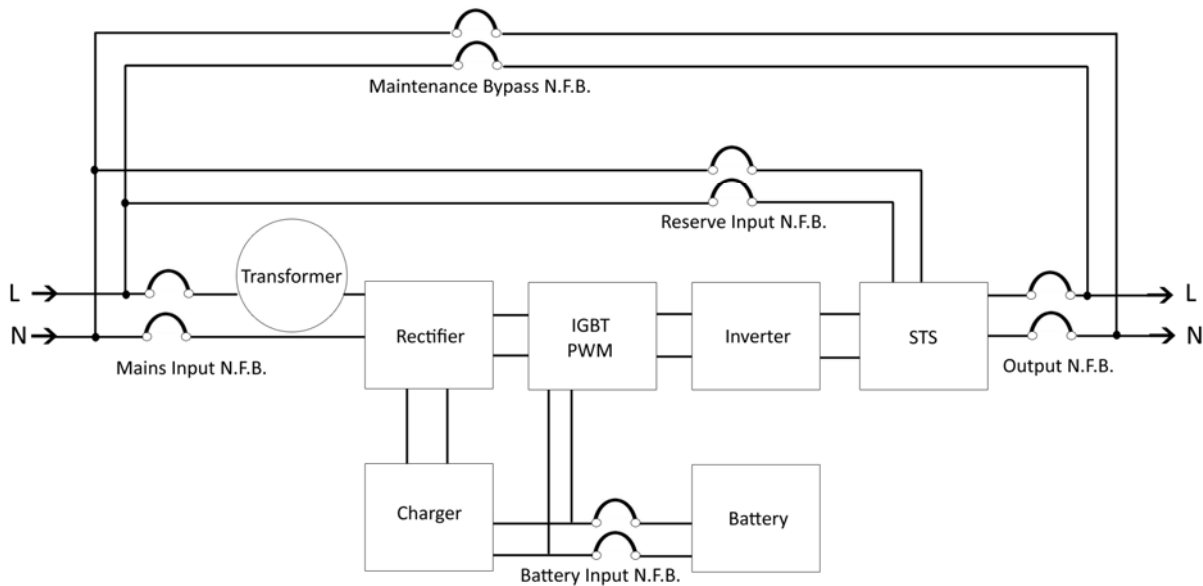 Maintenance Bypass N.F.B.
Reserve Input N.F.B.
Transformer
L
L
N
N
Mains Input N.F.B.
Rectifier
IGBT
PWM
Inverter
STS
Output N.F.B.
Charger
Battery
Battery Input N.F.B.